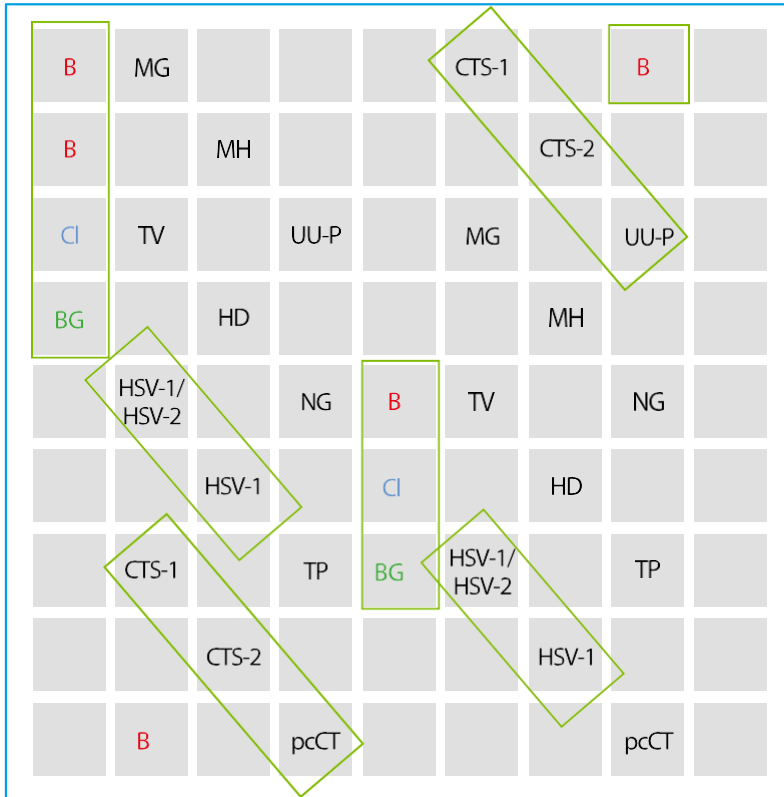 B MG CTS-1 B
B MH CTS-2
CI TV UU-P MG UU-P
BG HD MH
HSV-1/
HSV-2 NG B TV NG
HSV-1 CI HD
CTS-1 TP BG HSV-1/
HSV-2 TP
CTS-2 HSV-1
B pcCT pcCT